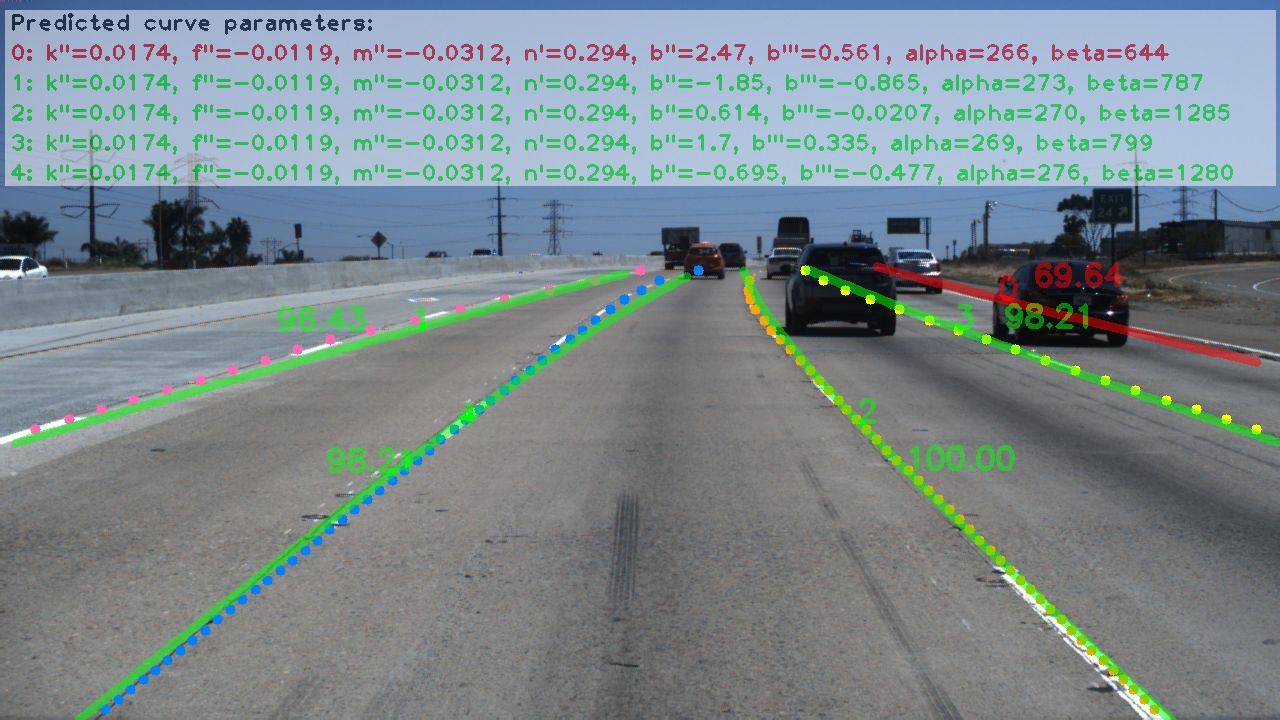 Predicted curve parameters:
0: k"=0.0174, f"=-0.0119, m"=-0.0312, n'=0.294, b"=2.47, b'''=0.561, alpha=266, beta=644
1: k"=0.0174, f"=-0.0119, m"=-0.0312, n'=0.294, b"=-1.85, b'''=-0.865, alpha=273, beta=787
2: k"=0.0174, f"=-0.0119, m"=-0.0312, n'=0.294, b"=0.614, b'''=-0.0207, alpha=270, beta=1285
3: k"=0.0174, f"=-0.0119, m"=-0.0312, n'=0.294, b"=1.7, b'''=0.335, alpha=269, beta=799
4: k"=0.0174, f"=-0.0119, m"=-0.0312, n'=0.294, b"=-0.695, b'''=-0.477, alpha=276, beta=1280
EXIT
24
0 69.64
96.43 1
3 98.21
2
98.21
100.00